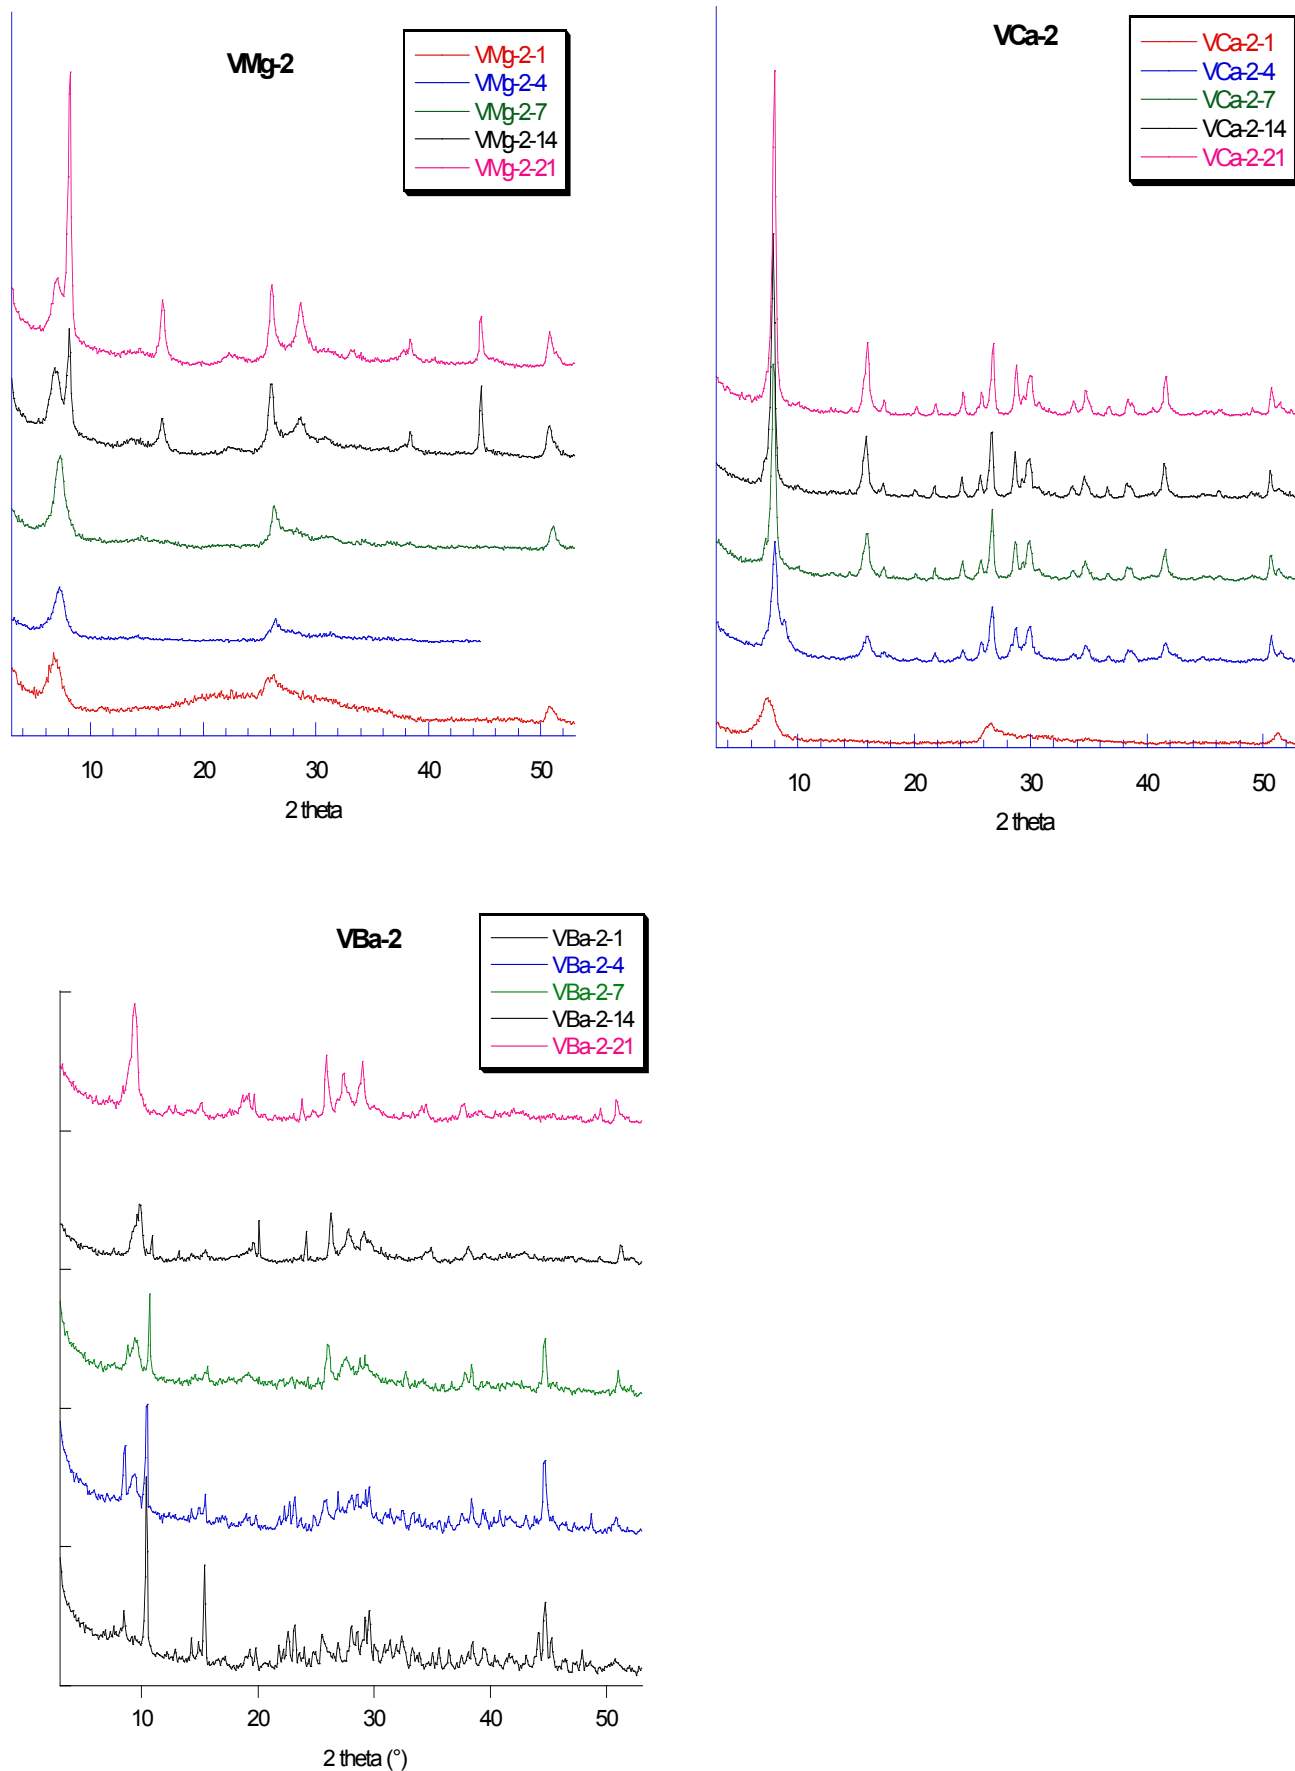 VMg-2
VMg-2-1
VMg-2-4
VMg-2-7
VMg-2-14
VMg-2-21
10 20 30 40 50
2 theta
VCa-2
VCa-2-1
VCa-2-4
VCa-2-7
VCa-2-14
VCa-2-21
10 20 30 40 50
2 theta
VBa-2
VBa-2-1
VBa-2-4
VBa-2-7
VBa-2-14
VBa-2-21
10 20 30 40 50
2 theta (°)